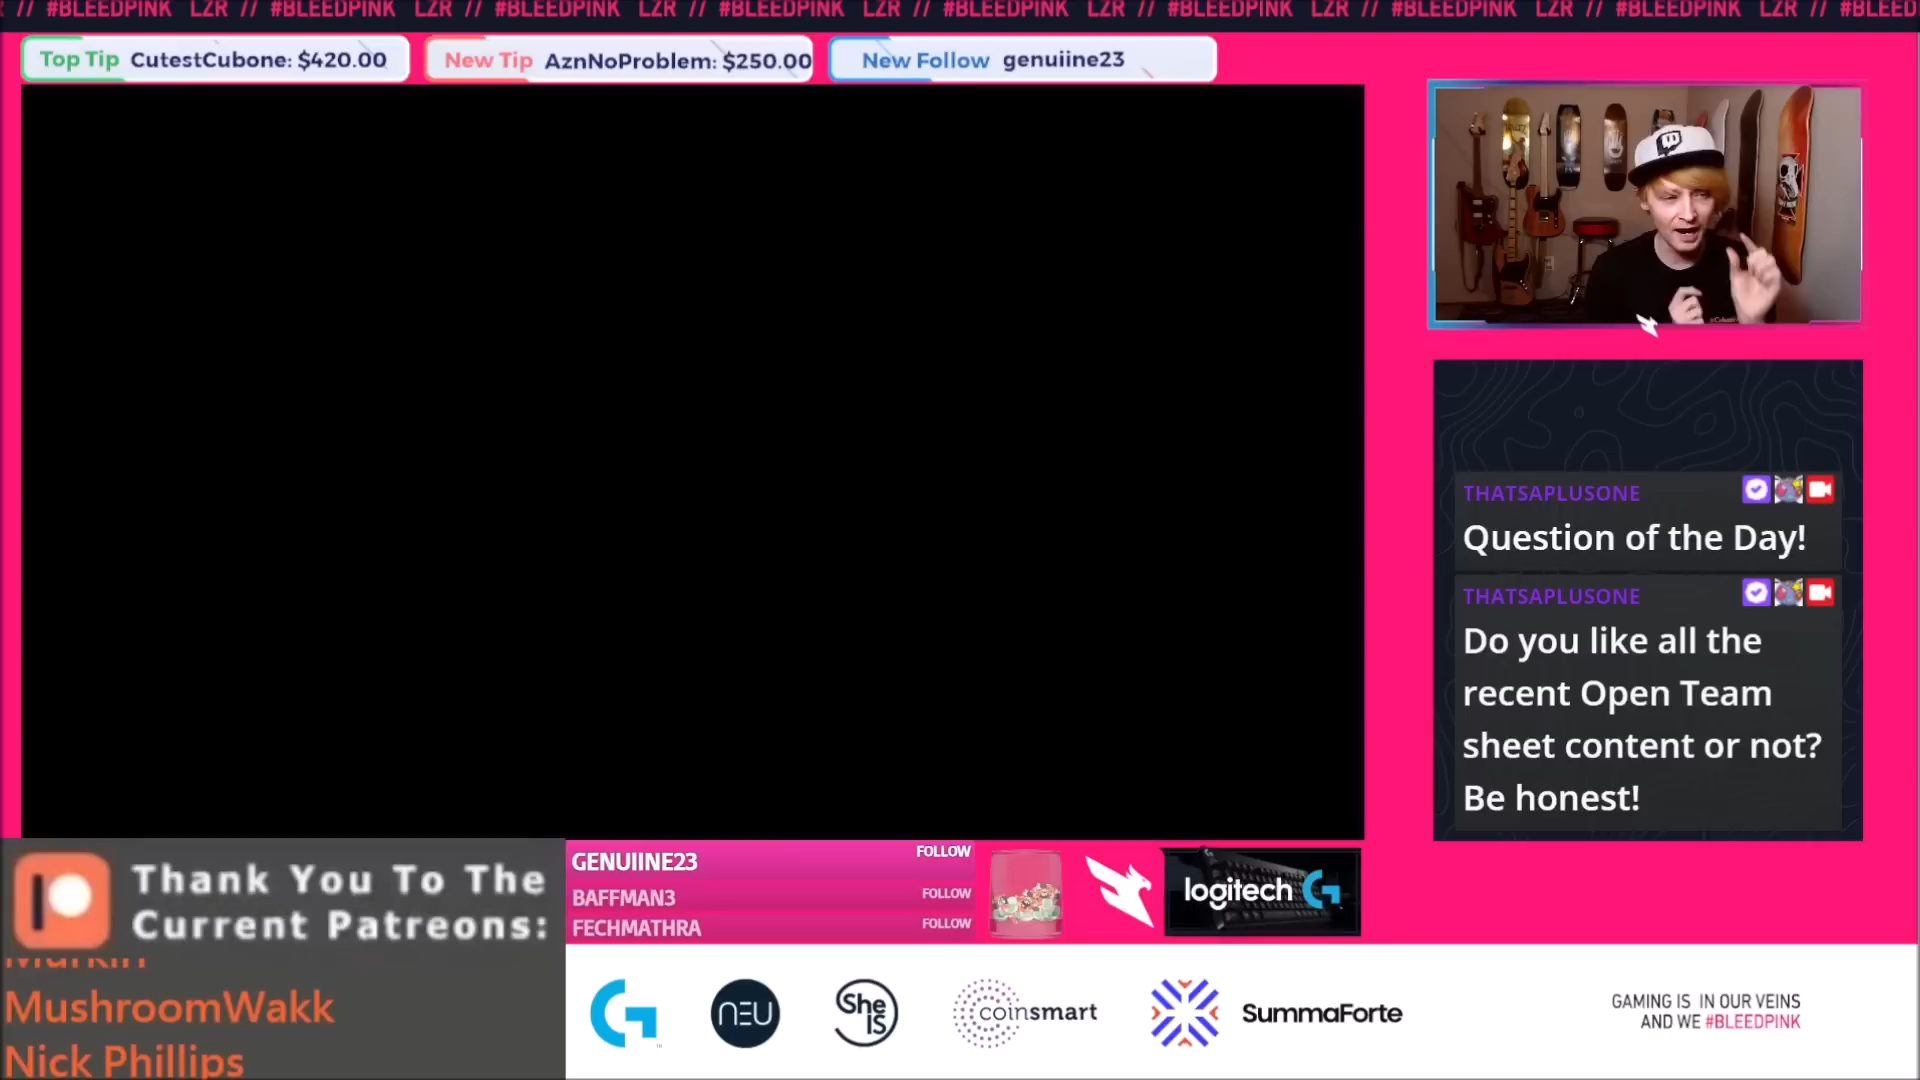 // #BLEEDPINK LZR // #BLEEDPINK LZR // #BLEEDPINK LZR // #BLEEDPINK LZR // #BLEEDPINK LZR // #BLEEDPINK LZR // #BLEEDPINK LZR // #BLEEDPINK LZR // #BLEED
Top Tip CutestCubone: $420.00
New Tip AznNoProblem: $250.00
New Follow genuiine23
THATSAPLUSONE
Question of the Day!
THATSAPLUSONE
Do you like all the
recent Open Team
sheet content or not?
Be honest!
Thank You To The
Current Patreons:
MushroomWakk
Nick Phillips
GENUIINE23 FOLLOW
BAFFMAN3 FOLLOW
FECHMATHRA FOLLOW
logitech G
NEU
She
IS
coinsmart
SummaForte
GAMING IS IN OUR VEINS
AND WE #BLEEDPINK